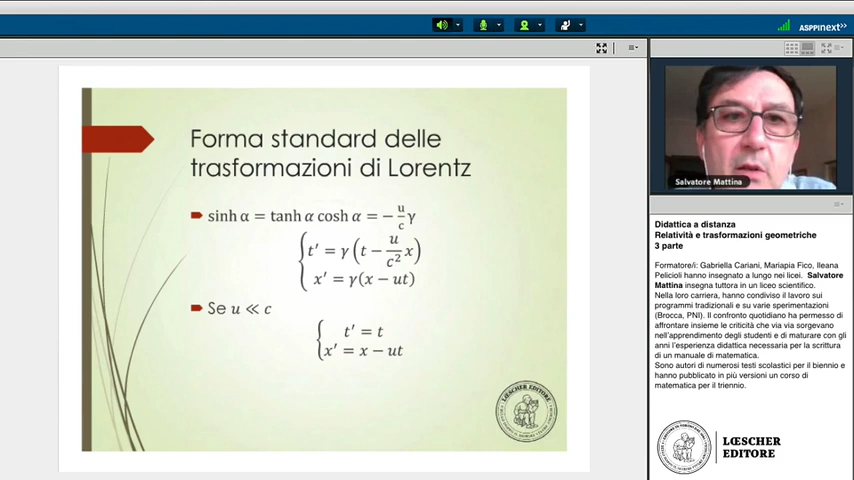 ASPPInext>>
Forma standard delle
trasformazioni di Lorentz
sinh α = tanh α cosh α = − u/c γ
t′ = γ (t − u/c² x)
x′ = γ(x − ut)
Se u ≪ c
t′ = t
x′ = x − ut
LŒSCHER EDITORE
Salvatore Mattina
Didattica a distanza
Relatività e trasformazioni geometriche
3 parte
Formatore/i: Gabriella Cariani, Mariapia Fico, Ileana
Pelicioli hanno insegnato a lungo nei licei. Salvatore
Mattina insegna tuttora in un liceo scientifico.
Nella loro carriera, hanno condiviso il lavoro sui
programmi tradizionali e su varie sperimentazioni
(Brocca, PNI). Il confronto quotidiano ha permesso di
affrontare insieme le criticità che via via sorgevano
nell'apprendimento degli studenti e di maturare con gli
anni l'esperienza didattica necessaria per la scrittura
di un manuale di matematica.
Sono autori di numerosi testi scolastici per il biennio e
hanno pubblicato in più versioni un corso di
matematica per il triennio.
LŒSCHER
EDITORE